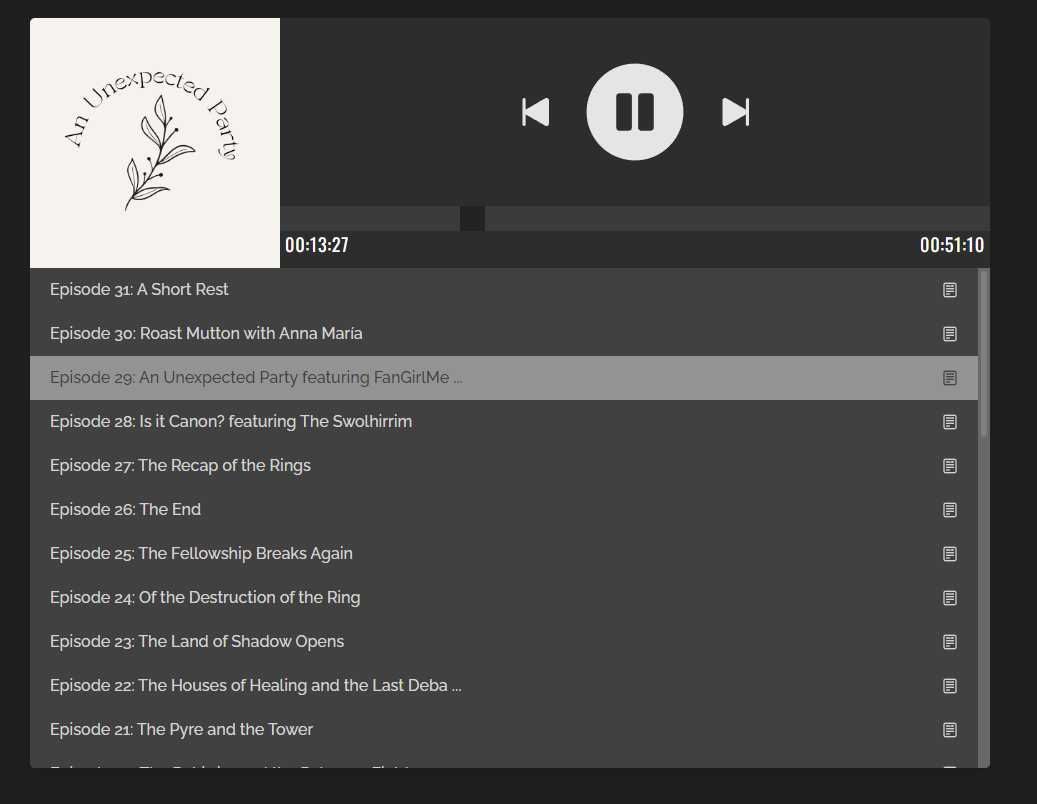 An Unexpected Party
00:13:27
00:51:10
Episode 31: A Short Rest
Episode 30: Roast Mutton with Anna María
Episode 29: An Unexpected Party featuring FanGirlMe ...
Episode 28: Is it Canon? featuring The Swolhirrim
Episode 27: The Recap of the Rings
Episode 26: The End
Episode 25: The Fellowship Breaks Again
Episode 24: Of the Destruction of the Ring
Episode 23: The Land of Shadow Opens
Episode 22: The Houses of Healing and the Last Deba ...
Episode 21: The Pyre and the Tower